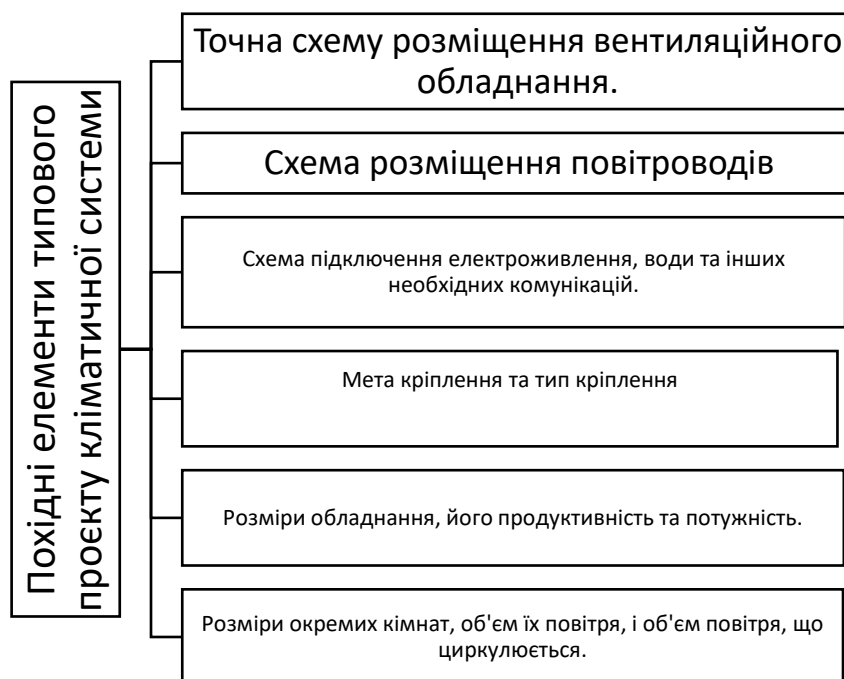 Похідні елементи типового
проєкту кліматичної системи
Точна схему розміщення вентиляційного
обладнання.
Схема розміщення повітроводів
Схема підключення електроживлення, води та інших
необхідних комунікацій.
Мета кріплення та тип кріплення
Розміри обладнання, його продуктивність та потужність.
Розміри окремих кімнат, об'єм їх повітря, і об'єм повітря, що
циркулюється.